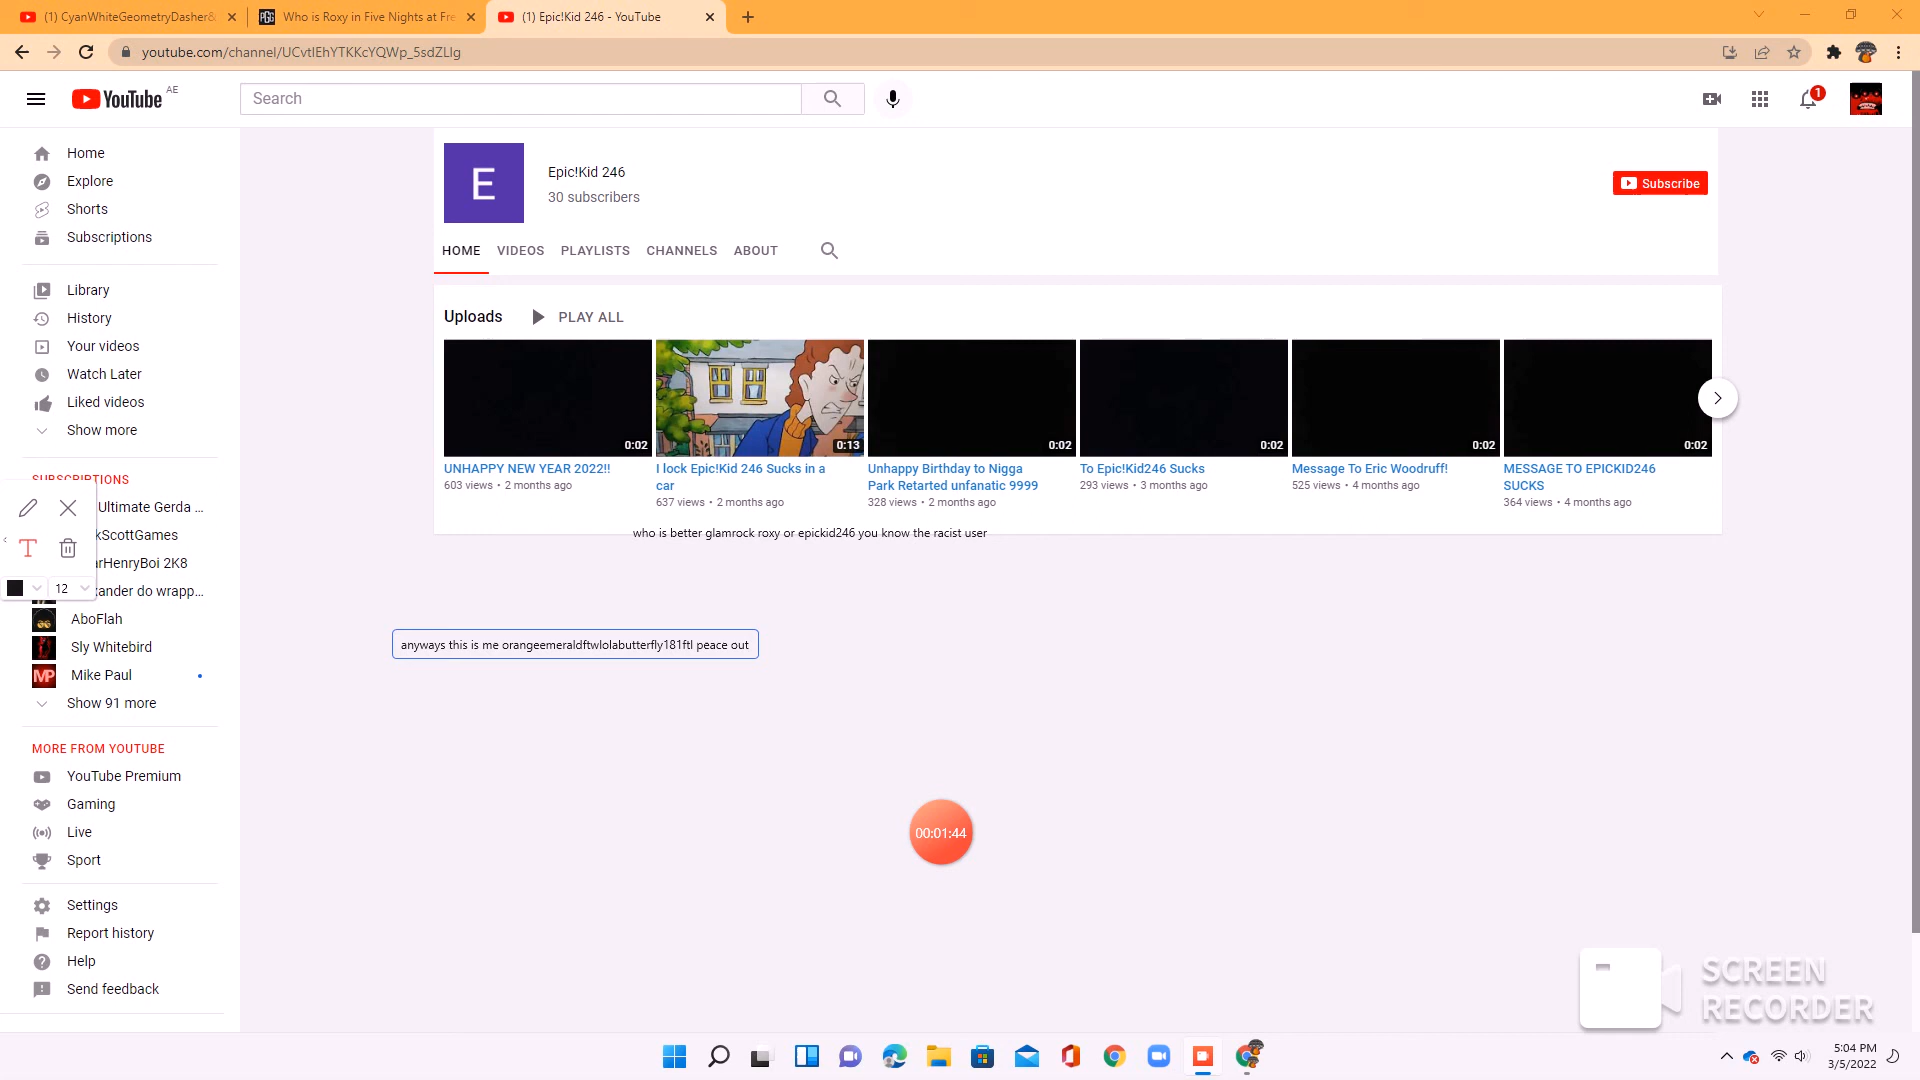 (1) CyanWhiteGeometryDasher&
Who is Roxy in Five Nights at Fre
(1) Epic!Kid 246 - YouTube
youtube.com/channel/UCvtlEhYTKKcYQWp_5sdZLlg
YouTube AE
Search
1
Home
Explore
Shorts
Subscriptions
Library
History
Your videos
Watch Later
Liked videos
Show more
SUBSCRIPTIONS
Ultimate Gerda ...
kScottGames
arHenryBoi 2K8
xander do wrapp...
AboFlah
Sly Whitebird
MP
Mike Paul
Show 91 more
MORE FROM YOUTUBE
YouTube Premium
Gaming
Live
Sport
Settings
Report history
Help
Send feedback
T
12
E
Epic!Kid 246
30 subscribers
Subscribe
HOME VIDEOS PLAYLISTS CHANNELS ABOUT
Uploads PLAY ALL
0:02
UNHAPPY NEW YEAR 2022!!
603 views • 2 months ago
0:13
I lock Epic!Kid 246 Sucks in a
car
637 views • 2 months ago
0:02
Unhappy Birthday to Nigga
Park Retarted unfanatic 9999
328 views • 2 months ago
0:02
To Epic!Kid246 Sucks
293 views • 3 months ago
0:02
Message To Eric Woodruff!
525 views • 4 months ago
0:02
MESSAGE TO EPICKID246
SUCKS
364 views • 4 months ago
who is better glamrock roxy or epickid246 you know the racist user
anyways this is me orangeemeraldftwlolabutterfly181ftl peace out
00:01:44
SCREEN
RECORDER
5:04 PM
3/5/2022